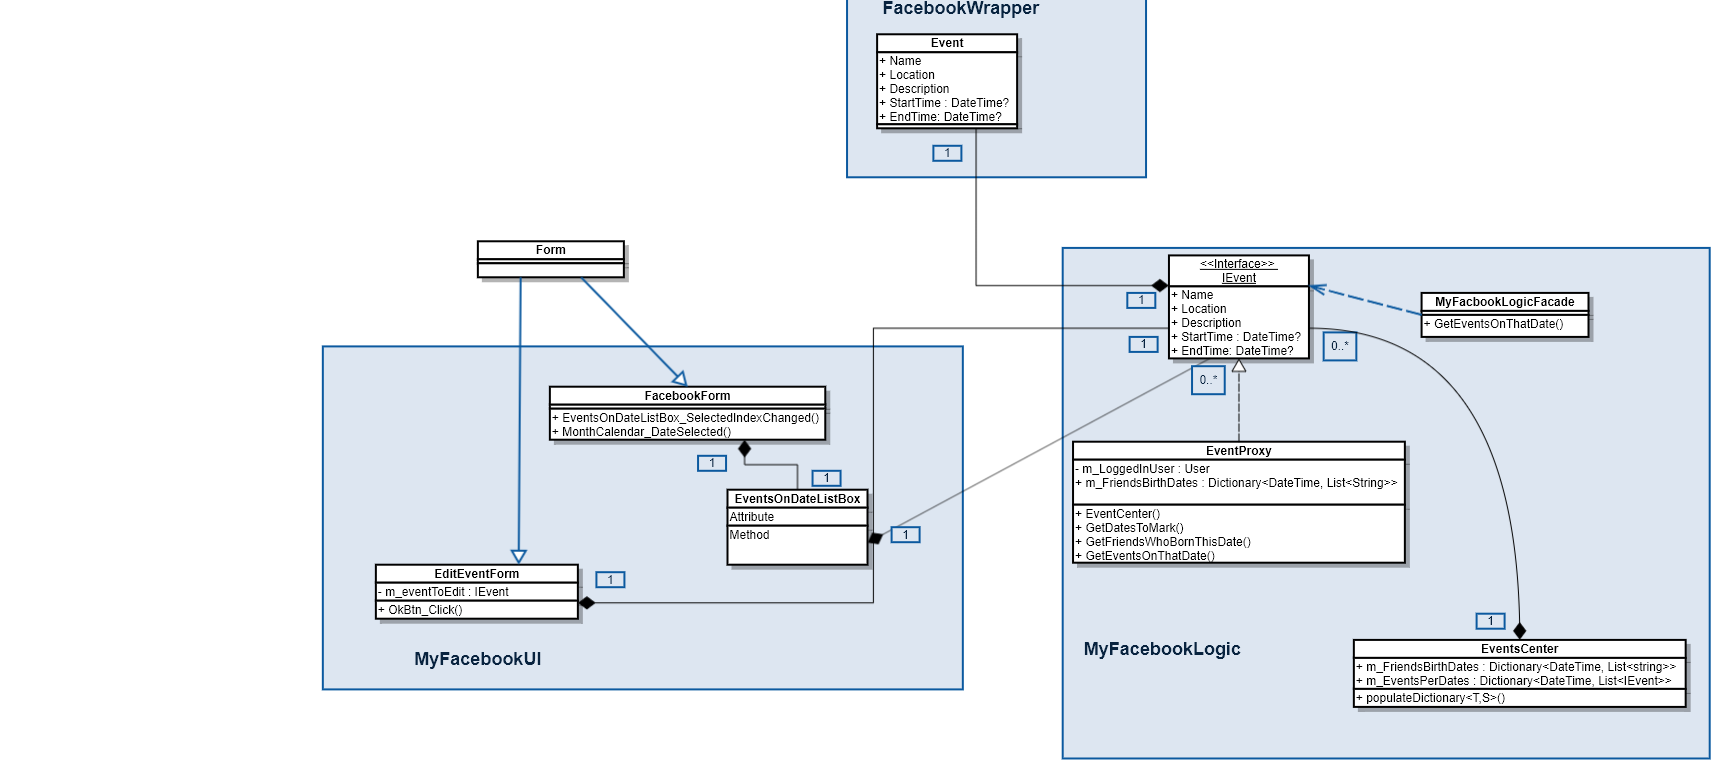 FacebookWrapper
Event
+ Name
+ Location
+ Description
+ StartTime : DateTime?
+ EndTime: DateTime?
1
Form
<<Interface>>
IEvent
+ Name
+ Location
+ Description
+ StartTime : DateTime?
+ EndTime: DateTime?
1
1
0..*
0..*
MyFacbookLogicFacade
+ GetEventsOnThatDate()
FacebookForm
+ EventsOnDateListBox_SelectedIndexChanged()
+ MonthCalendar_DateSelected()
1
1
EventsOnDateListBox
Attribute
Method
1
EventProxy
- m_LoggedInUser : User
+ m_FriendsBirthDates : Dictionary<DateTime, List<String>>
+ EventCenter()
+ GetDatesToMark()
+ GetFriendsWhoBornThisDate()
+ GetEventsOnThatDate()
EditEventForm
- m_eventToEdit : IEvent
+ OkBtn_Click()
1
MyFacebookUI
MyFacebookLogic
1
EventsCenter
+ m_FriendsBirthDates : Dictionary<DateTime, List<string>>
+ m_EventsPerDates : Dictionary<DateTime, List<IEvent>>
+ populateDictionary<T,S>()